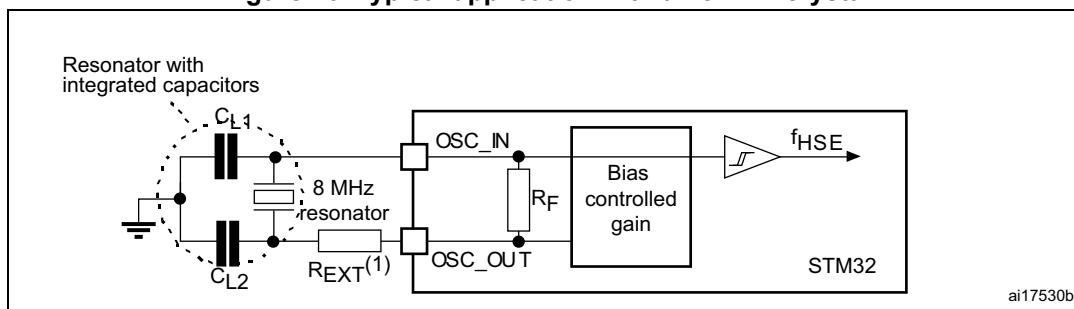 Resonator with
integrated capacitors
CL1
OSC_IN
fHSE
8 MHz
resonator
RF
Bias
controlled
gain
OSC_OUT
REXT(1)
CL2
STM32
ai17530b